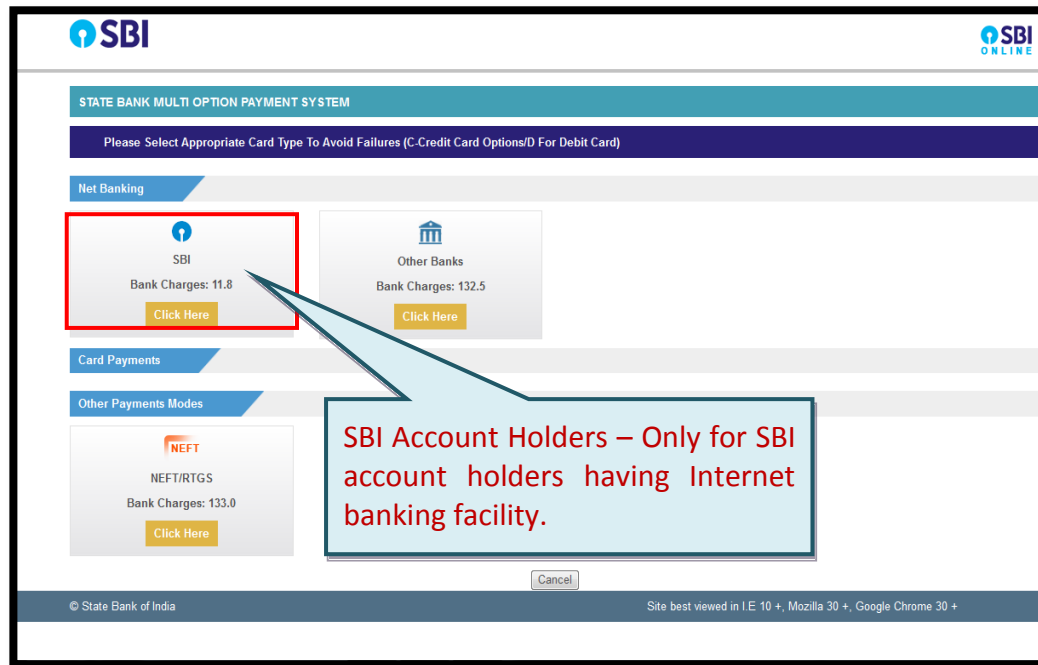 SBI
SBI
ONLINE
STATE BANK MULTI OPTION PAYMENT SYSTEM
Please Select Appropriate Card Type To Avoid Failures (C-Credit Card Options/D For Debit Card)
Net Banking
SBI
Bank Charges: 11.8
Click Here
Other Banks
Bank Charges: 132.5
Click Here
Card Payments
Other Payments Modes
NEFT
NEFT/RTGS
Bank Charges: 133.0
Click Here
SBI Account Holders – Only for SBI
account holders having Internet
banking facility.
Cancel
© State Bank of India
Site best viewed in I.E 10 +, Mozilla 30 +, Google Chrome 30 +